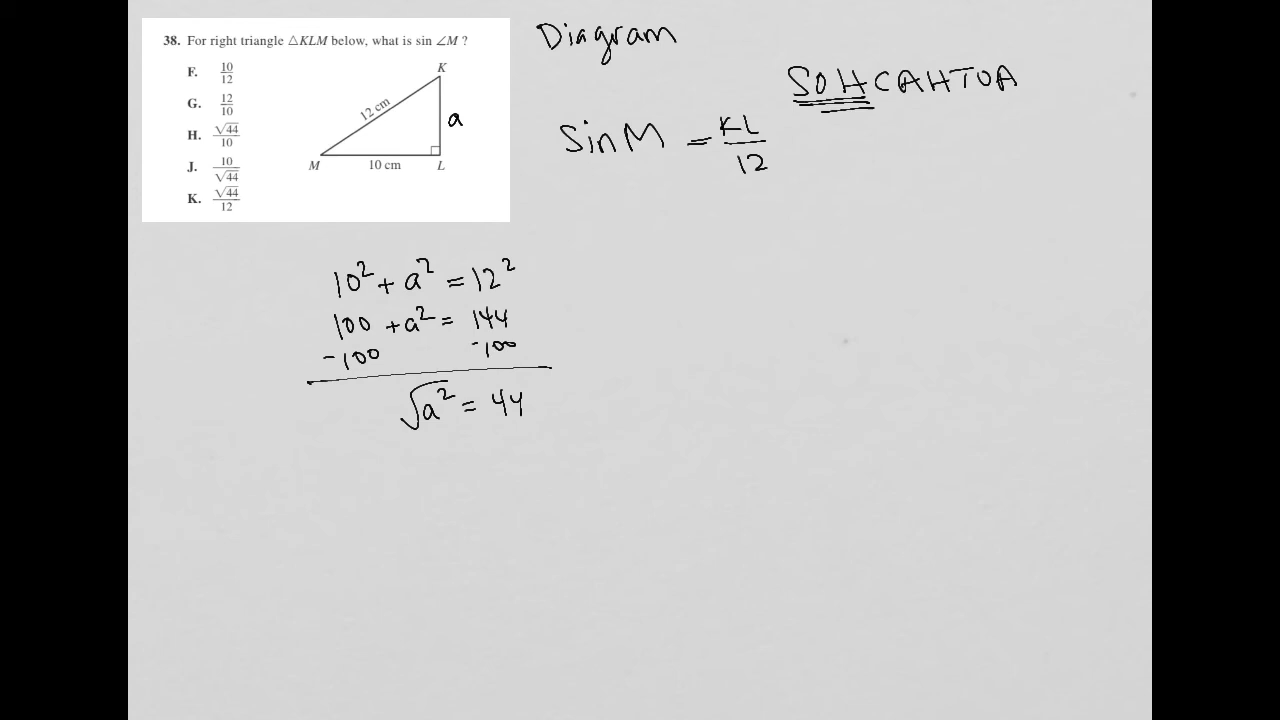 38. For right triangle △KLM below, what is sin ∠M ?
F. 10/12
G. 12/10
H. √44/10
J. 10/√44
K. √44/12
K
12 cm
a
M
10 cm
L
Diagram
SOHCAHTOA
Sin M = KL/12
10² + a² = 12²
100 + a² = 144
-100 -100
√a² = 44